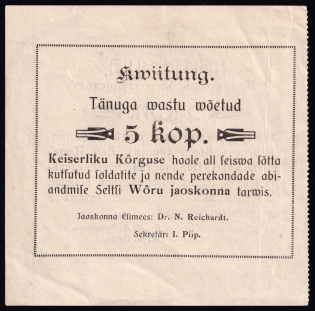 Kwiitung.
Tänuga wastu wõetud
5 kop.
Keiserliku Kõrguse hoole all seiswa sõtta
kutsutud soldatite ja nende perekondade abi-
andmise Seltsi Wõru jaoskonna tarwis.
Jaoskonna Esimees: Dr. N. Reichardt.
Sekretär: I. Piip.